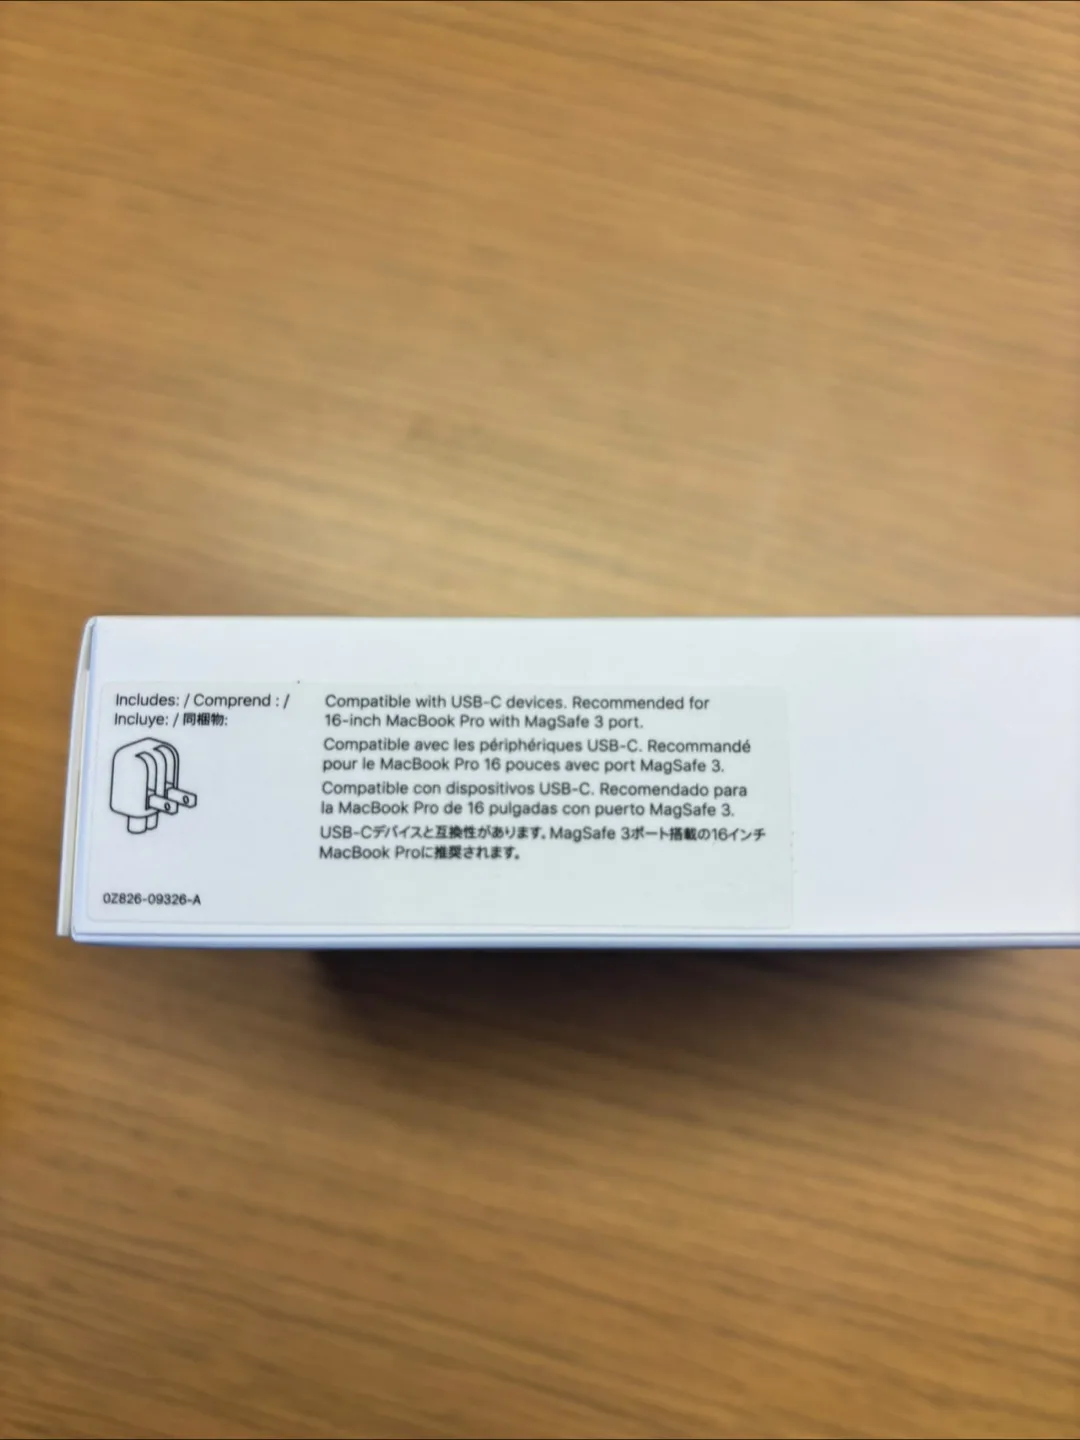 Includes: / Comprend : /
Incluye: / 同梱物:
Compatible with USB-C devices. Recommended for
16-inch MacBook Pro with MagSafe 3 port.
Compatible avec les périphériques USB-C. Recommandé
pour le MacBook Pro 16 pouces avec port MagSafe 3.
Compatible con dispositivos USB-C. Recomendado para
la MacBook Pro de 16 pulgadas con puerto MagSafe 3.
USB-Cデバイスと互換性があります。MagSafe 3ポート搭載の16インチ
MacBook Proに推奨されます。
0Z826-09326-A